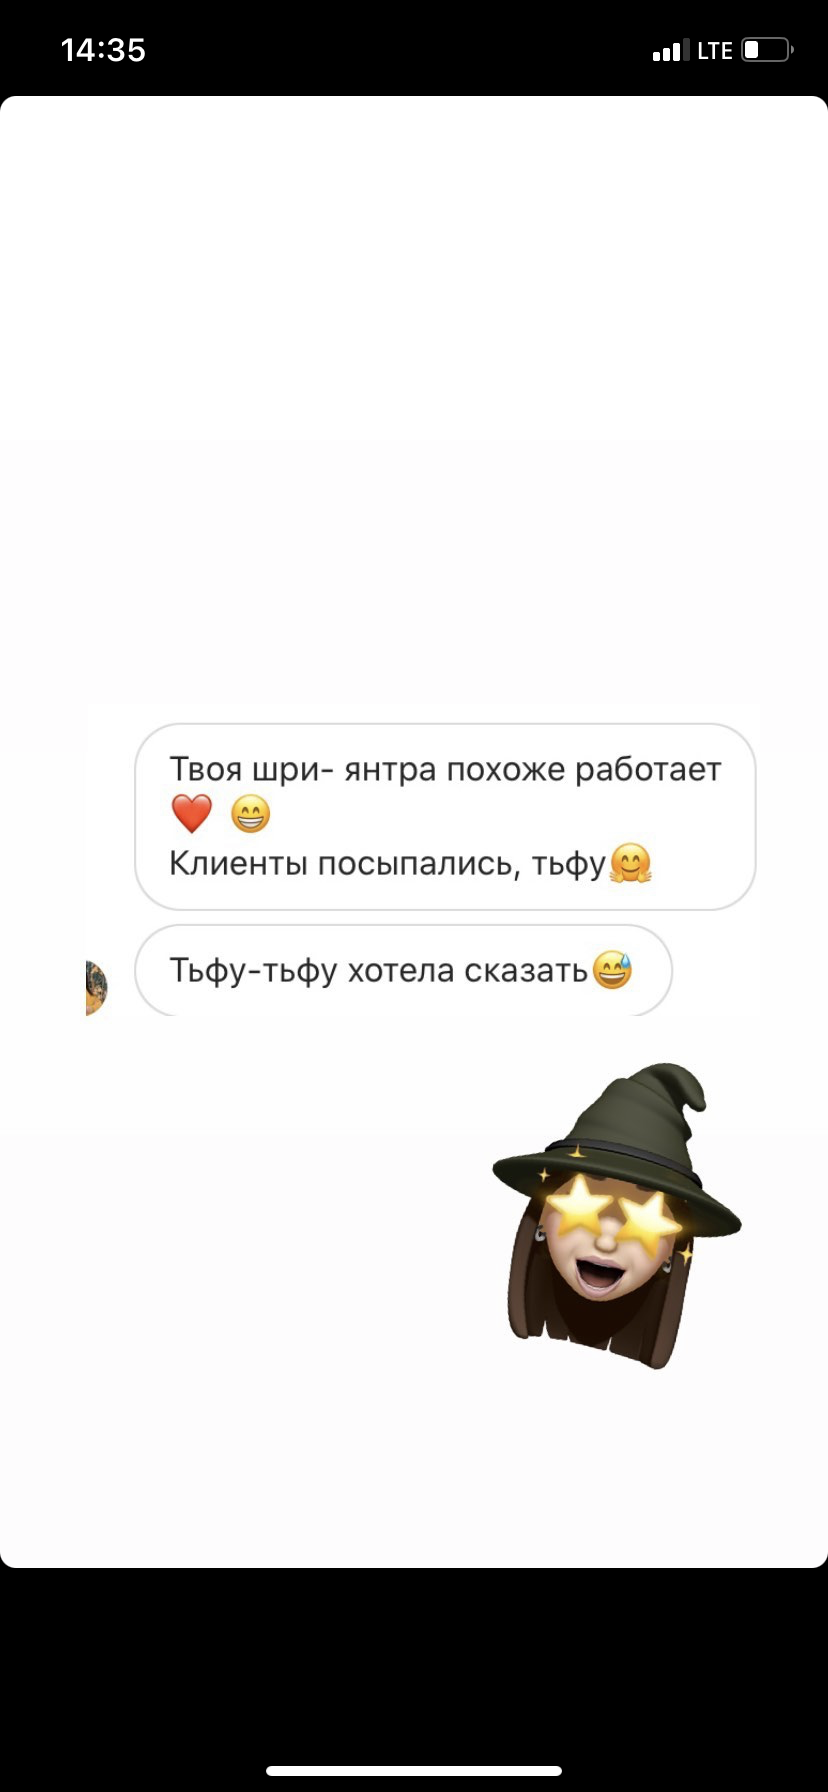 14:35
LTE
Твоя шри- янтра похоже работает
❤️ 😁
Клиенты посыпались, тьфу🤗
Тьфу-тьфу хотела сказать😅